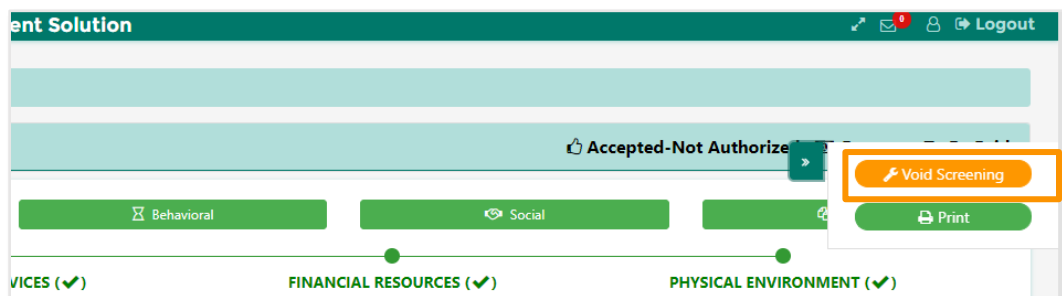 ent Solution
0
Logout
Accepted-Not Authorize
Void Screening
Behavioral
Social
Print
VICES (✔)
FINANCIAL RESOURCES (✔)
PHYSICAL ENVIRONMENT (✔)